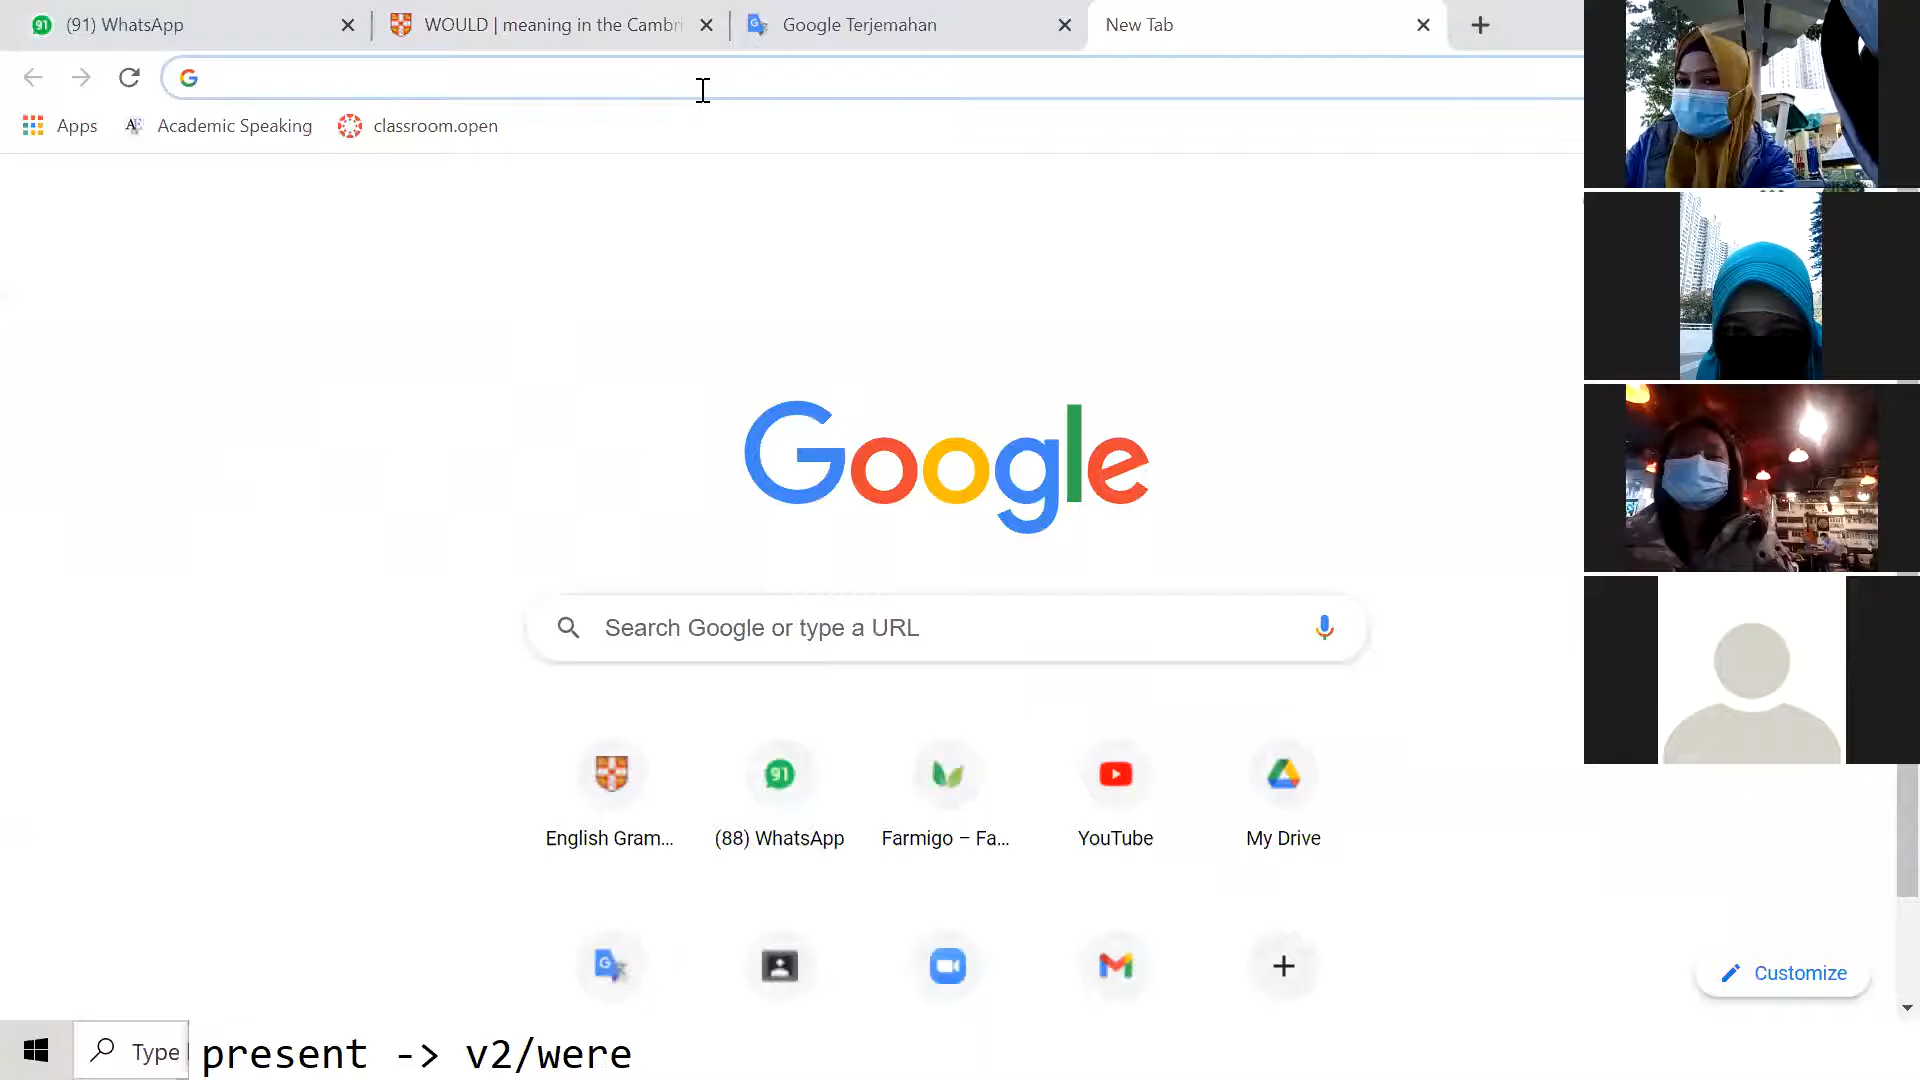 (91) WhatsApp
WOULD | meaning in the Cambri
Google Terjemahan
New Tab
Apps
Academic Speaking
classroom.open
Google
Search Google or type a URL
91
English Gram...
(88) WhatsApp
Farmigo – Fa...
YouTube
My Drive
Customize
Type
present -> v2/were